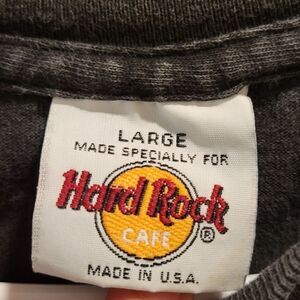 LARGE
MADE SPECIALLY FOR
Hard Rock
CAFE ®
MADE IN U.S.A.